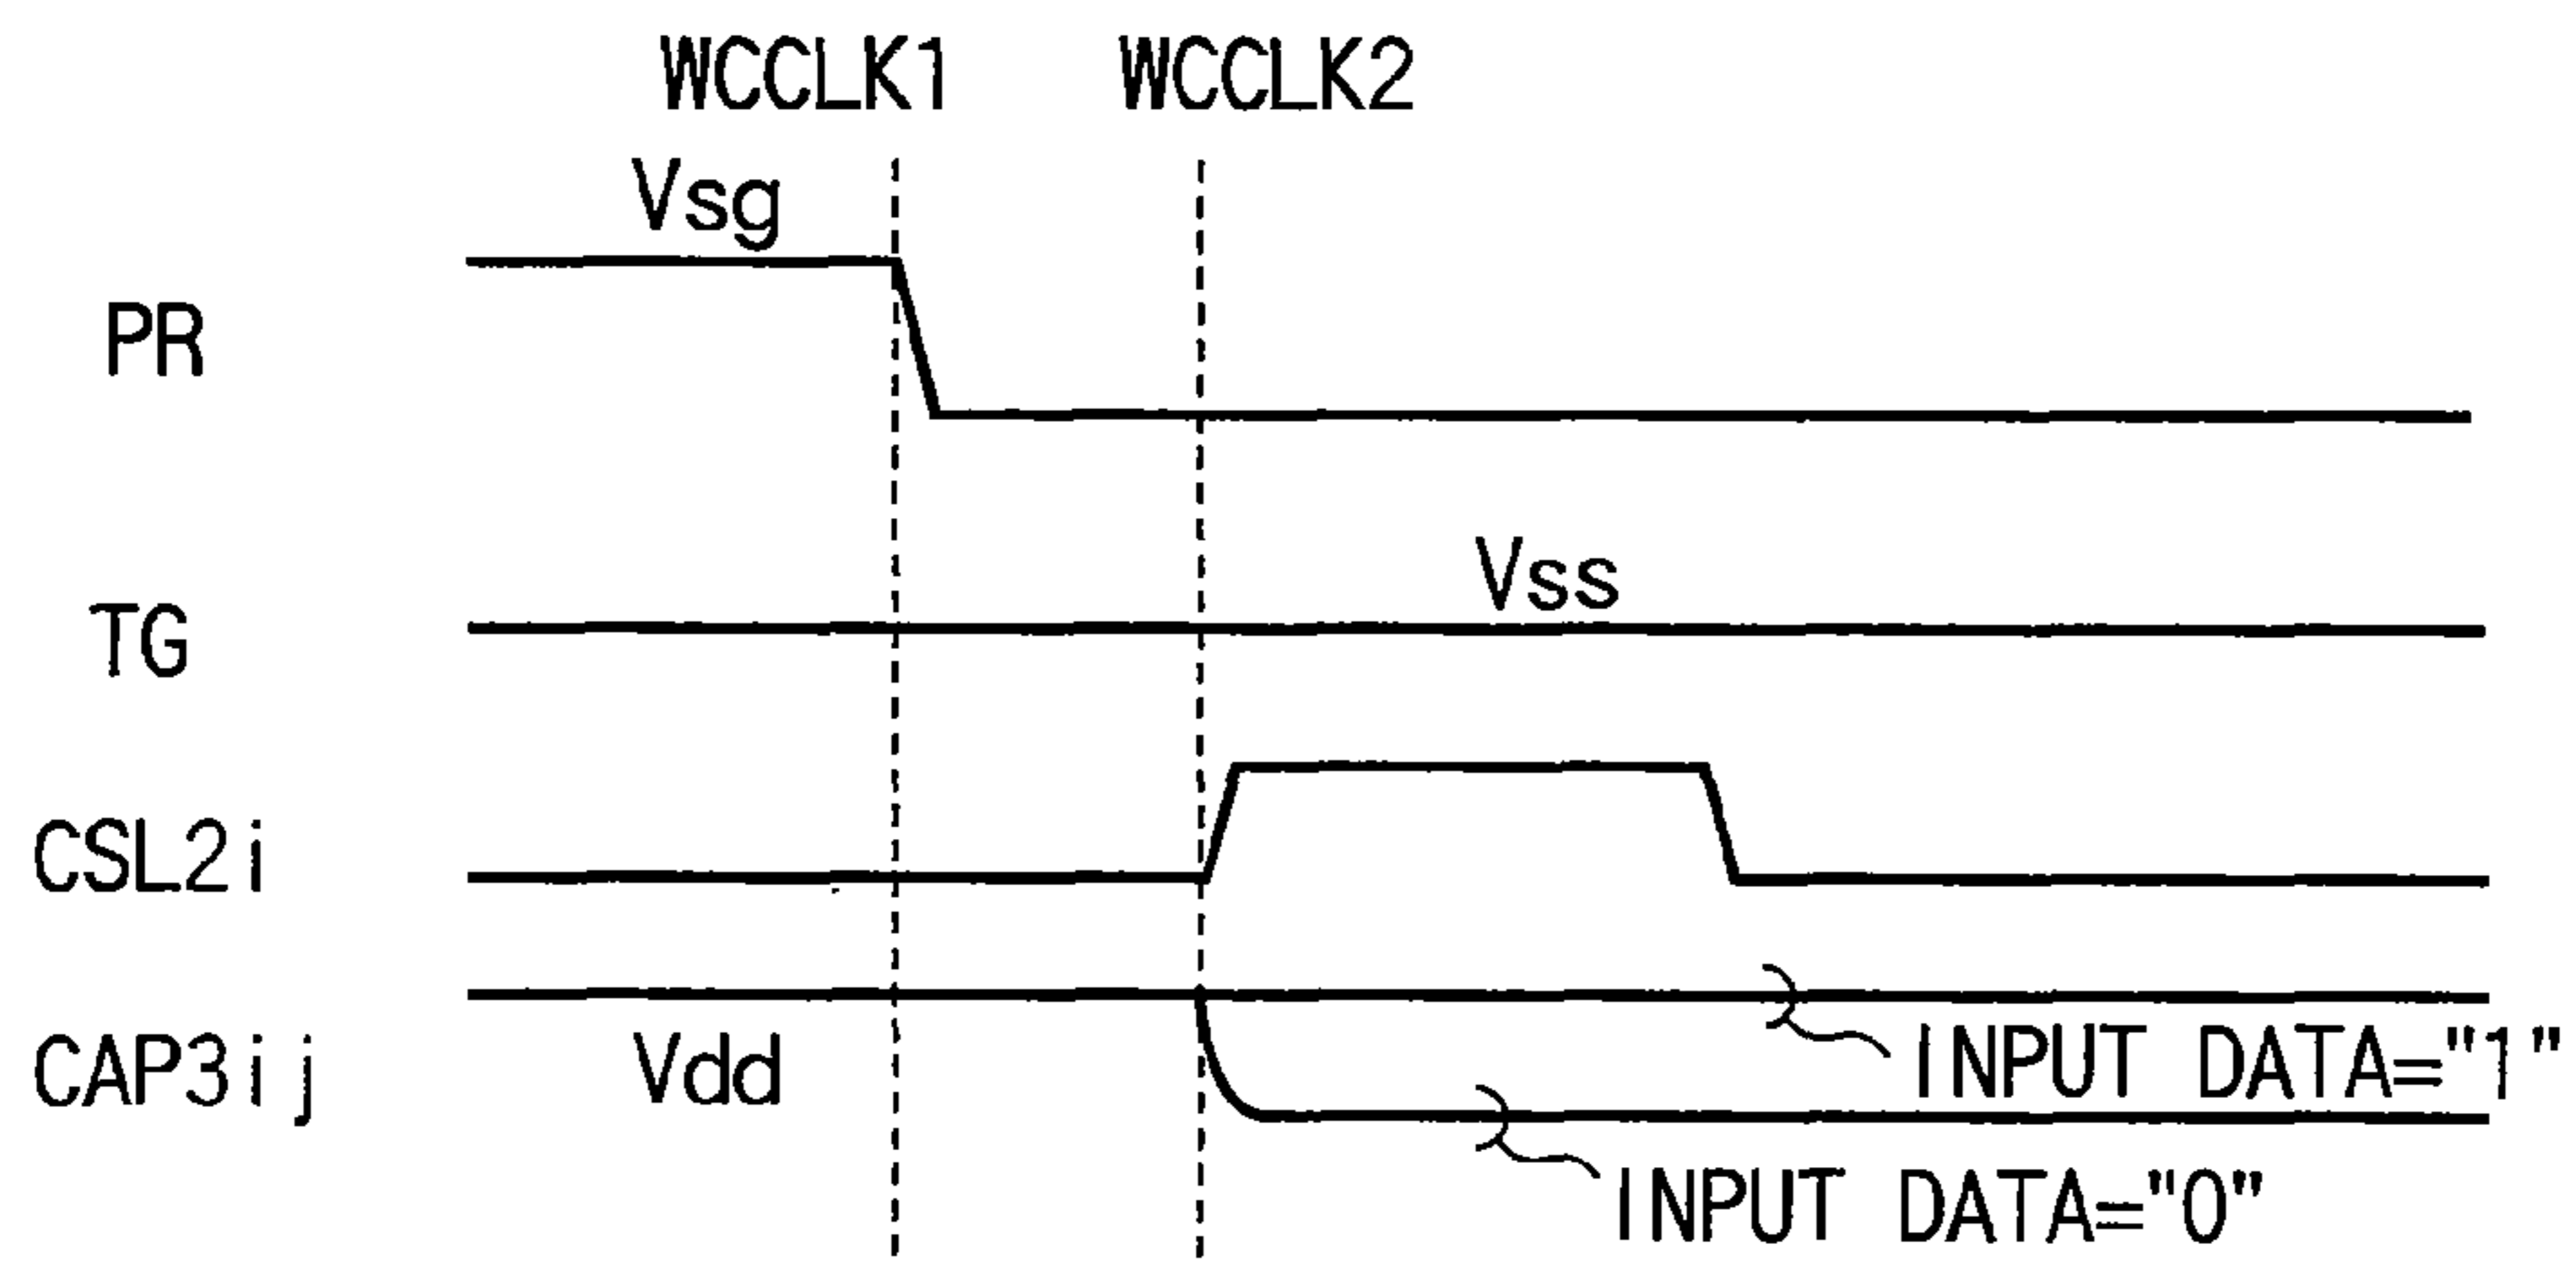 WCCLK1 WCCLK2
Vsg
PR
Vss
TG
CSL2i
CAP3ij Vdd INPUT DATA="1"
INPUT DATA="0"